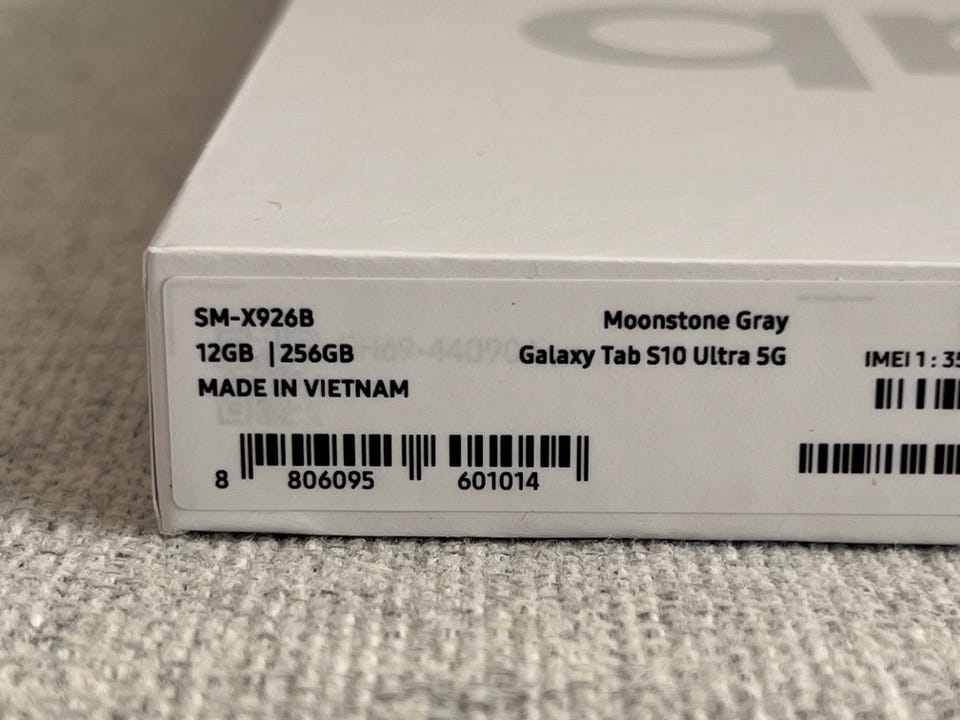 SM-X926B
12GB | 256GB
MADE IN VIETNAM
8 806095 601014
Moonstone Gray
Galaxy Tab S10 Ultra 5G
IMEI 1 : 35